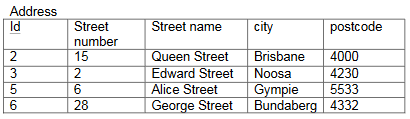 Address
Id Street number Street name city postcode
2 15 Queen Street Brisbane 4000
3 2 Edward Street Noosa 4230
5 6 Alice Street Gympie 5533
6 28 George Street Bundaberg 4332